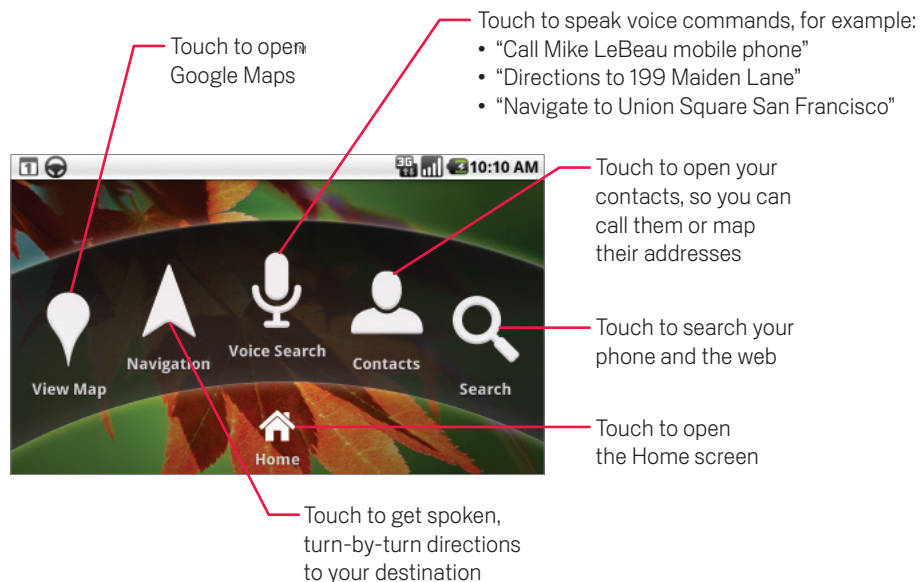 Touch to speak voice commands, for example:
• “Call Mike LeBeau mobile phone”
• “Directions to 199 Maiden Lane”
• “Navigate to Union Square San Francisco”
Touch to open
Google Maps
1
3G
10:10 AM
Touch to open your
contacts, so you can
call them or map
their addresses
View Map
Navigation
Voice Search
Contacts
Search
Touch to search your
phone and the web
Home
Touch to open
the Home screen
Touch to get spoken,
turn-by-turn directions
to your destination